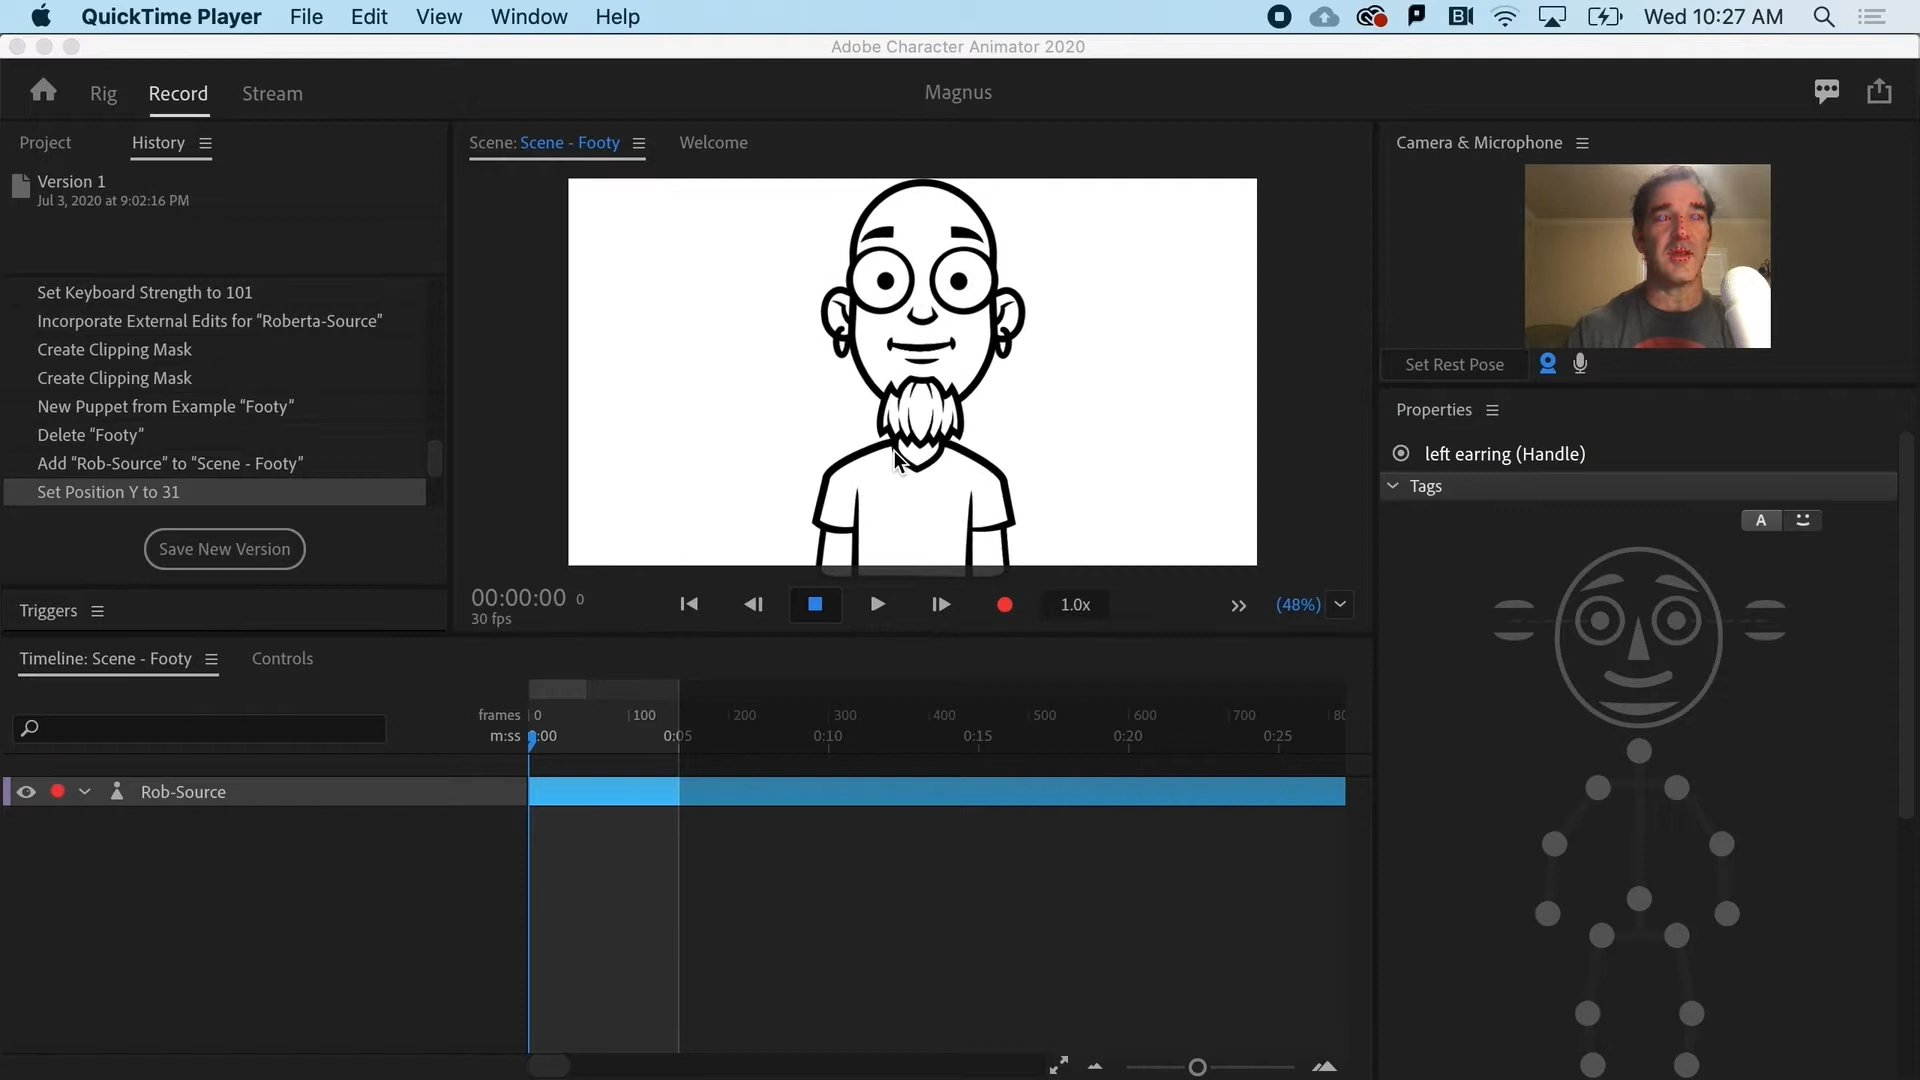 QuickTime Player File Edit View Window Help Wed 10:27 AM
Adobe Character Animator 2020
Rig Record Stream Magnus
Project History
Version 1
Jul 3, 2020 at 9:02:16 PM
Set Keyboard Strength to 101
Incorporate External Edits for “Roberta-Source”
Create Clipping Mask
Create Clipping Mask
New Puppet from Example “Footy”
Delete “Footy”
Add “Rob-Source” to “Scene - Footy”
Set Position Y to 31
Save New Version
Triggers
Scene: Scene - Footy Welcome
00:00:00 0
30 fps
1.0x
(48%)
Camera & Microphone
Set Rest Pose
Properties
left earring (Handle)
Tags
A
Timeline: Scene - Footy Controls
frames 0 100 200 300 400 500 600 700
m:ss 0:00 0:05 0:10 0:15 0:20 0:25
Rob-Source